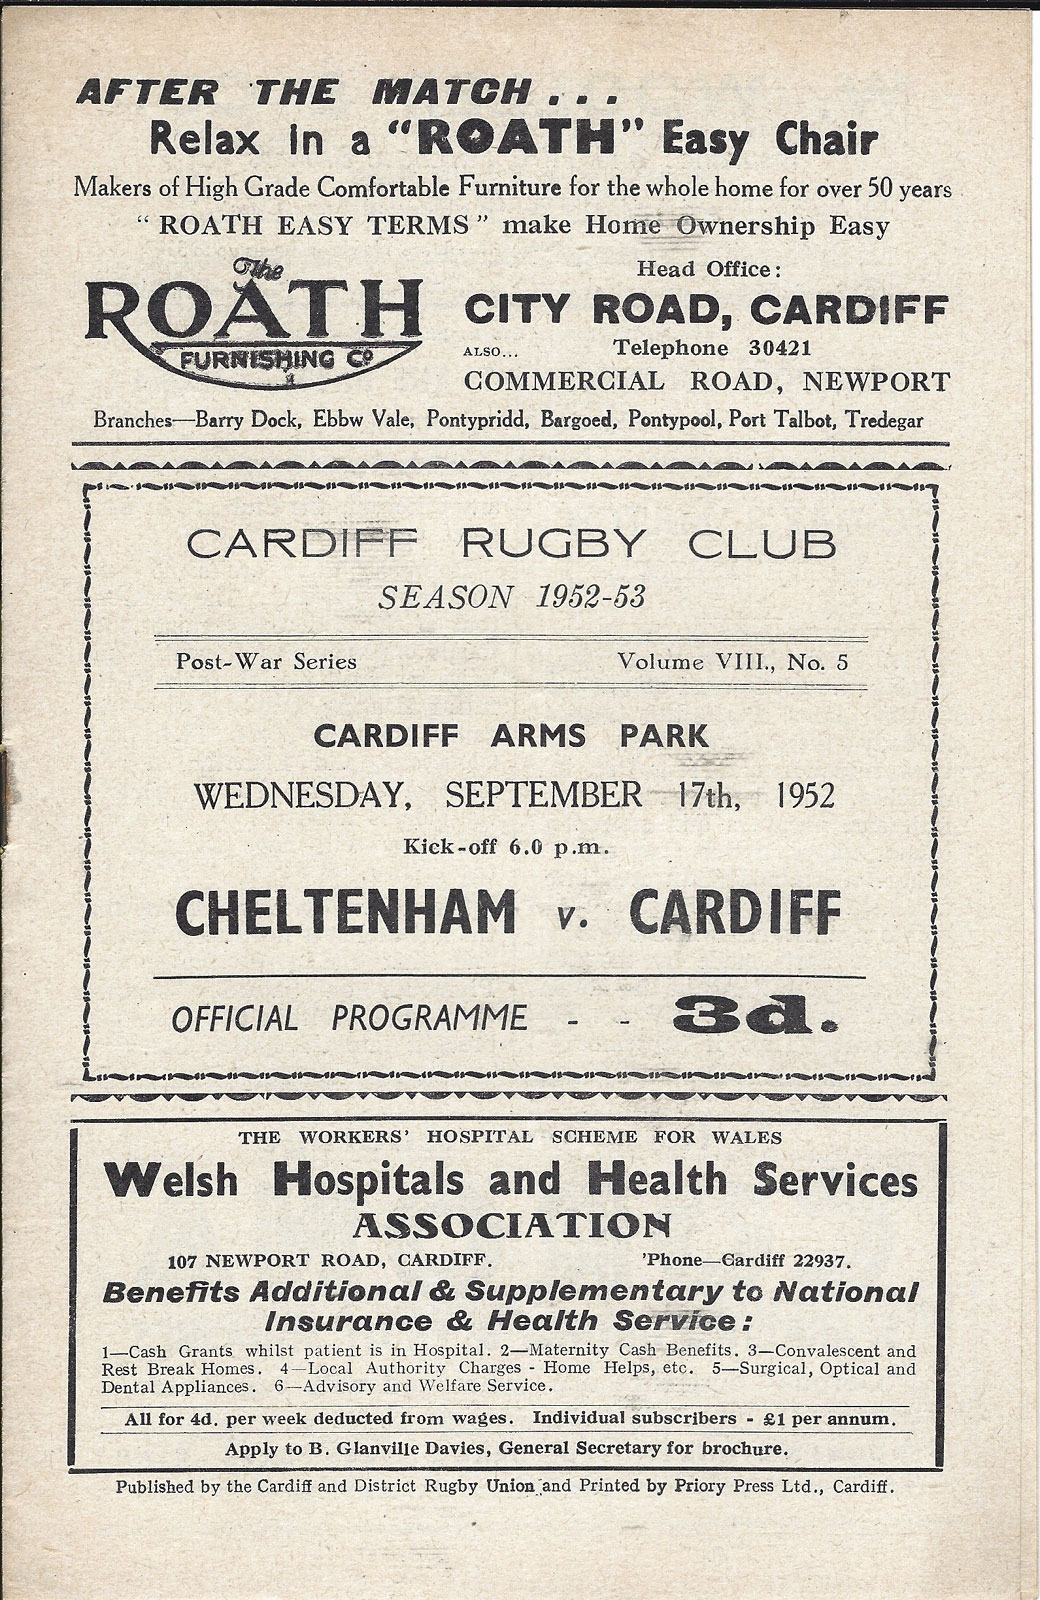 AFTER THE MATCH . . .
Relax in a "ROATH" Easy Chair
Makers of High Grade Comfortable Furniture for the whole home for over 50 years
" ROATH EASY TERMS " make Home Ownership Easy
The
ROATH
FURNISHING Co
Head Office :
CITY ROAD, CARDIFF
ALSO... Telephone 30421
COMMERCIAL ROAD, NEWPORT
Branches—Barry Dock, Ebbw Vale, Pontypridd, Bargoed, Pontypool, Port Talbot, Tredegar
CARDIFF RUGBY CLUB
SEASON 1952-53
Post-War Series Volume VIII., No. 5
CARDIFF ARMS PARK
WEDNESDAY, SEPTEMBER 17th, 1952
Kick-off 6.0 p.m.
CHELTENHAM v. CARDIFF
OFFICIAL PROGRAMME - - 3d.
THE WORKERS' HOSPITAL SCHEME FOR WALES
Welsh Hospitals and Health Services
ASSOCIATION
107 NEWPORT ROAD, CARDIFF. 'Phone—Cardiff 22937.
Benefits Additional & Supplementary to National
Insurance & Health Service :
1—Cash Grants whilst patient is in Hospital. 2—Maternity Cash Benefits. 3—Convalescent and
Rest Break Homes. 4—Local Authority Charges - Home Helps, etc. 5—Surgical, Optical and
Dental Appliances. 6—Advisory and Welfare Service.
All for 4d. per week deducted from wages. Individual subscribers - £1 per annum.
Apply to B. Glanville Davies, General Secretary for brochure.
Published by the Cardiff and District Rugby Union and Printed by Priory Press Ltd., Cardiff.